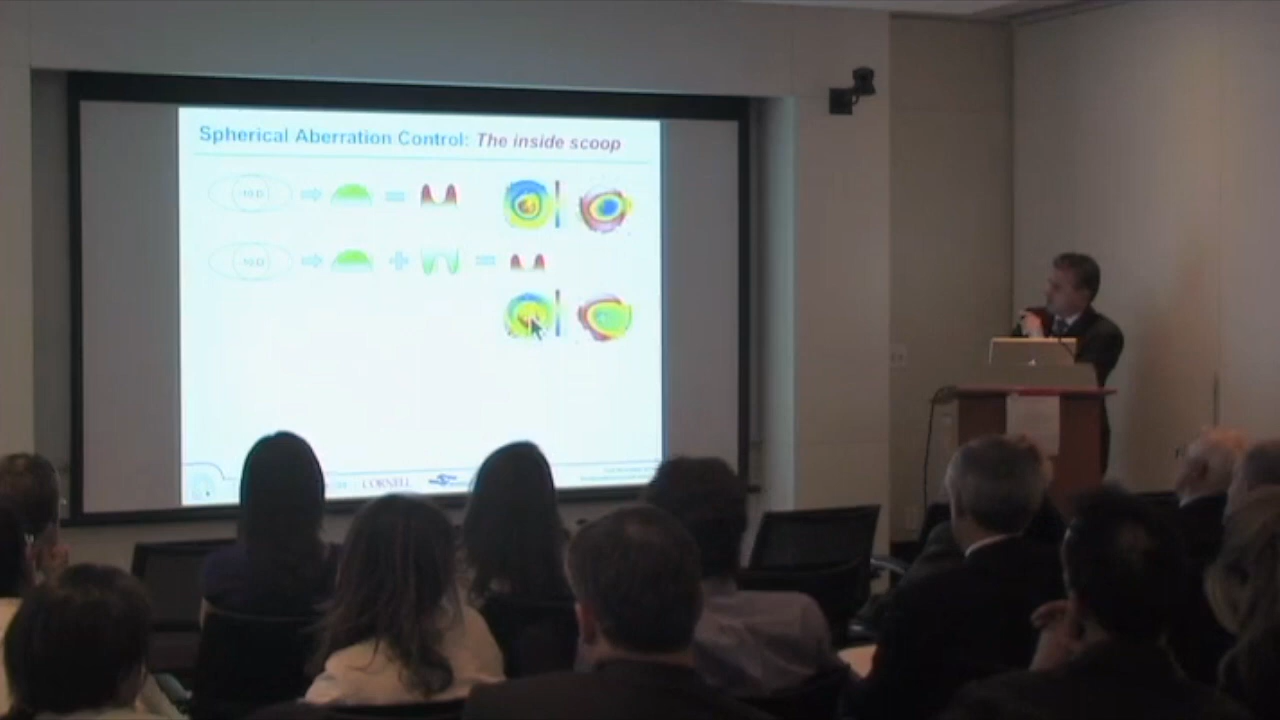 Spherical Aberration Control: The inside scoop
-10 D
-10 D
CORNELL